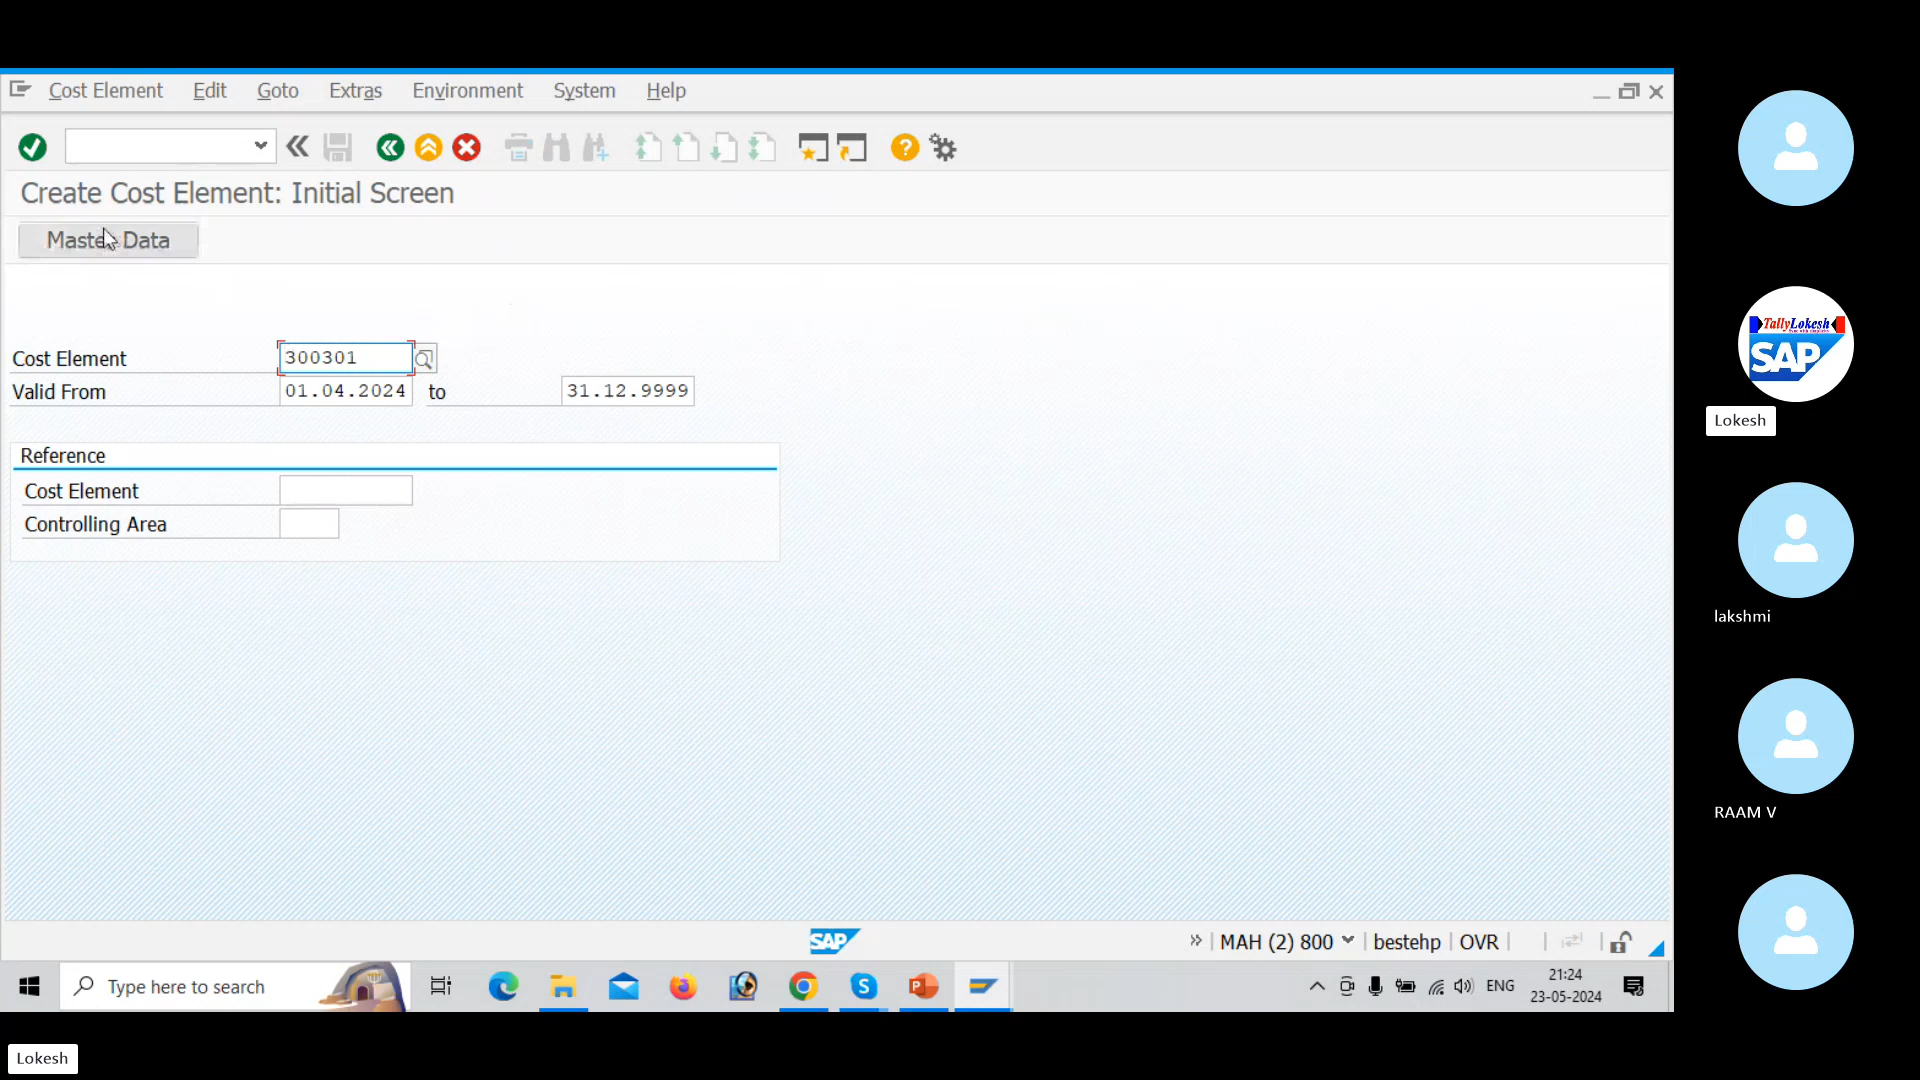 Cost Element Edit Goto Extras Environment System Help
Create Cost Element: Initial Screen
Master Data
Cost Element 300301
Valid From 01.04.2024 to 31.12.9999
Reference
Cost Element
Controlling Area
SAP
MAH (2) 800 bestehp OVR
Type here to search
ENG
21:24
23-05-2024
TallyLokesh
SAP
Lokesh
lakshmi
RAAM V
Lokesh